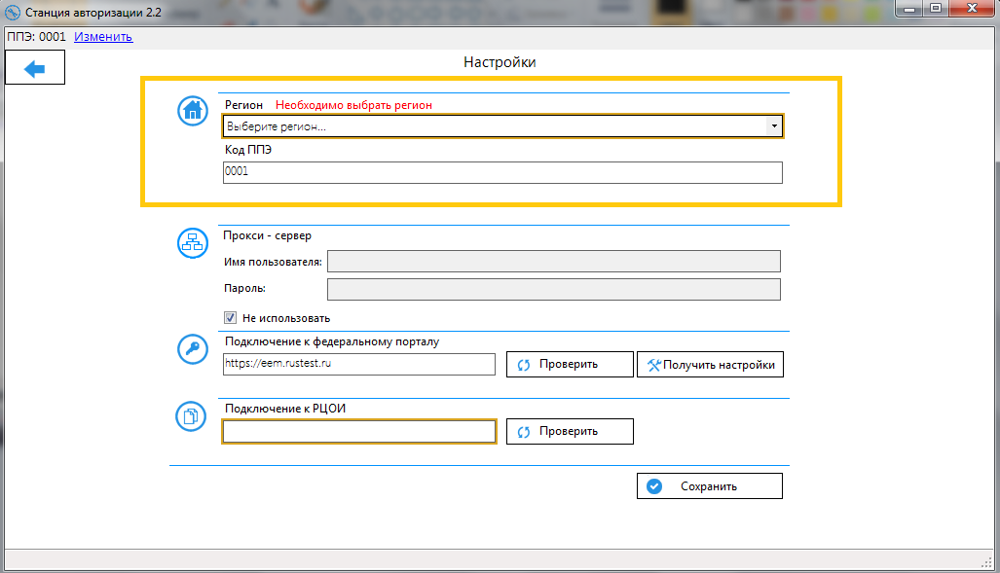 Станция авторизации 2.2
ППЭ: 0001 Изменить
Настройки
Регион Необходимо выбрать регион
Выберите регион...
Код ППЭ
0001
Прокси - сервер
Имя пользователя:
Пароль:
Не использовать
Подключение к федеральному порталу
https://eem.rustest.ru Проверить Получить настройки
Подключение к РЦОИ
Проверить
Сохранить